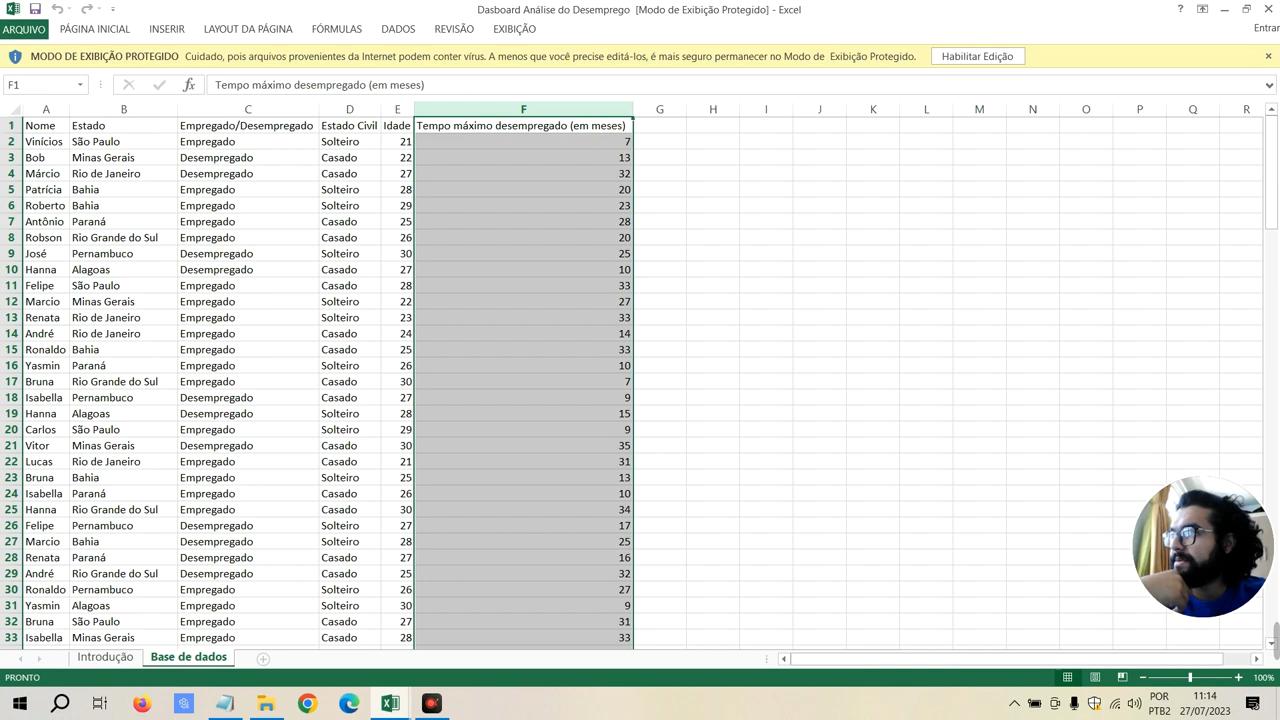 Dasboard Análise do Desemprego [Modo de Exibição Protegido] - Excel
ARQUIVO PÁGINA INICIAL INSERIR LAYOUT DA PÁGINA FÓRMULAS DADOS REVISÃO EXIBIÇÃO Entrar
MODO DE EXIBIÇÃO PROTEGIDO Cuidado, pois arquivos provenientes da Internet podem conter vírus. A menos que você precise editá-los, é mais seguro permanecer no Modo de Exibição Protegido. Habilitar Edição
F1 fx Tempo máximo desempregado (em meses)
A B C D E F G H I J K L M N O P Q R
1 Nome Estado Empregado/Desempregado Estado Civil Idade Tempo máximo desempregado (em meses)
2 Vinícios São Paulo Empregado Solteiro 21 7
3 Bob Minas Gerais Desempregado Casado 22 13
4 Márcio Rio de Janeiro Desempregado Casado 27 32
5 Patrícia Bahia Empregado Solteiro 28 20
6 Roberto Bahia Empregado Solteiro 29 23
7 Antônio Paraná Empregado Casado 25 28
8 Robson Rio Grande do Sul Empregado Casado 26 20
9 José Pernambuco Desempregado Solteiro 30 25
10 Hanna Alagoas Desempregado Casado 27 10
11 Felipe São Paulo Empregado Casado 28 33
12 Marcio Minas Gerais Empregado Solteiro 22 27
13 Renata Rio de Janeiro Empregado Solteiro 23 33
14 André Rio de Janeiro Empregado Casado 24 14
15 Ronaldo Bahia Empregado Casado 25 33
16 Yasmin Paraná Empregado Solteiro 26 10
17 Bruna Rio Grande do Sul Empregado Casado 30 7
18 Isabella Pernambuco Desempregado Casado 27 9
19 Hanna Alagoas Desempregado Solteiro 28 15
20 Carlos São Paulo Empregado Solteiro 29 9
21 Vitor Minas Gerais Desempregado Casado 30 35
22 Lucas Rio de Janeiro Empregado Casado 21 31
23 Bruna Bahia Empregado Solteiro 25 13
24 Isabella Paraná Empregado Casado 26 10
25 Hanna Rio Grande do Sul Empregado Casado 30 34
26 Felipe Pernambuco Desempregado Solteiro 27 17
27 Marcio Bahia Desempregado Solteiro 28 25
28 Renata Paraná Desempregado Casado 27 16
29 André Rio Grande do Sul Desempregado Casado 25 32
30 Ronaldo Pernambuco Empregado Solteiro 26 27
31 Yasmin Alagoas Empregado Solteiro 30 9
32 Bruna São Paulo Empregado Casado 27 31
33 Isabella Minas Gerais Empregado Casado 28 33
Introdução Base de dados
PRONTO 100%
POR 11:14
PTB2 27/07/2023